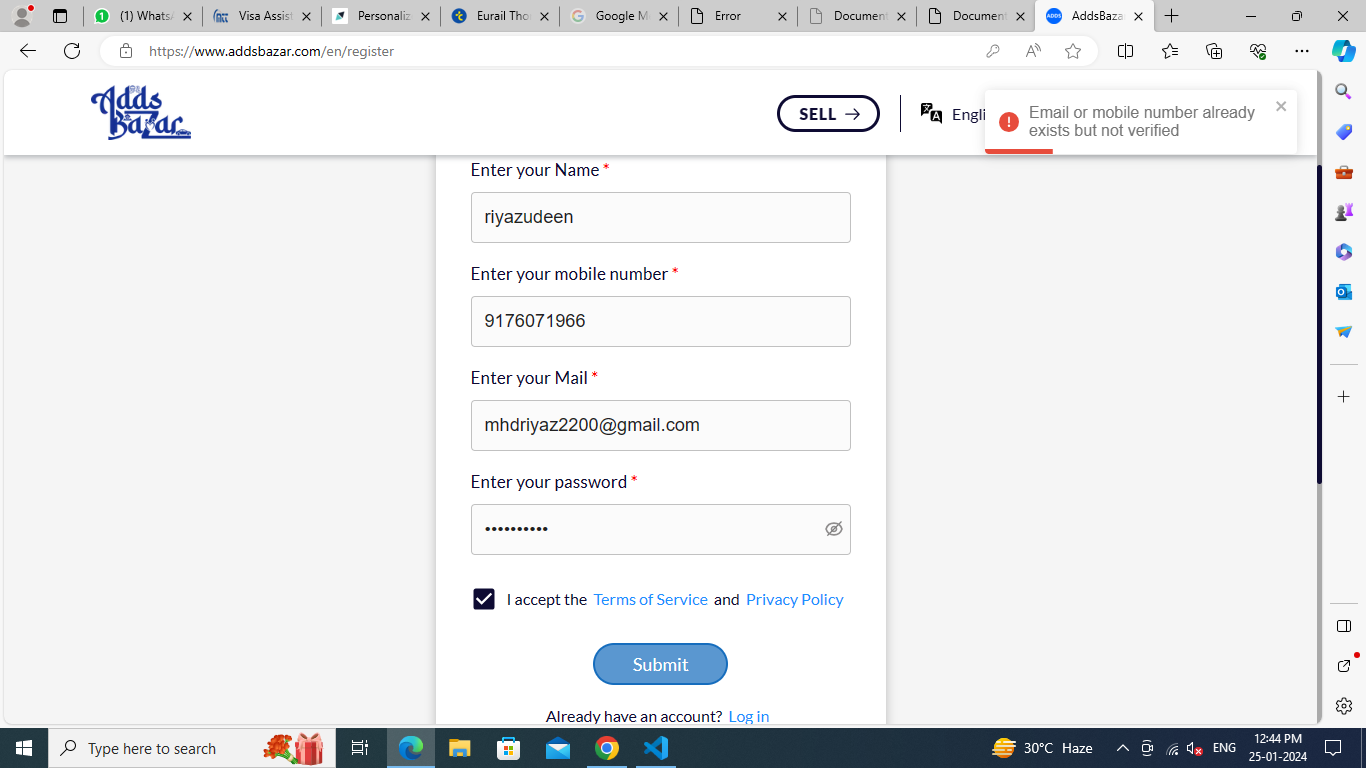 (1) Whats
Visa Assist
Personaliz
Eurail Tho
Google M
Error
Document
Document
AddsBaza
https://www.addsbazar.com/en/register
Adds Bazar
SELL →
Engli
Email or mobile number already
exists but not verified
Enter your Name *
riyazudeen
Enter your mobile number *
9176071966
Enter your Mail *
mhdriyaz2200@gmail.com
Enter your password *
••••••••••
I accept the Terms of Service and Privacy Policy
Submit
Already have an account? Log in
Type here to search
30°C Haze
ENG
12:44 PM
25-01-2024